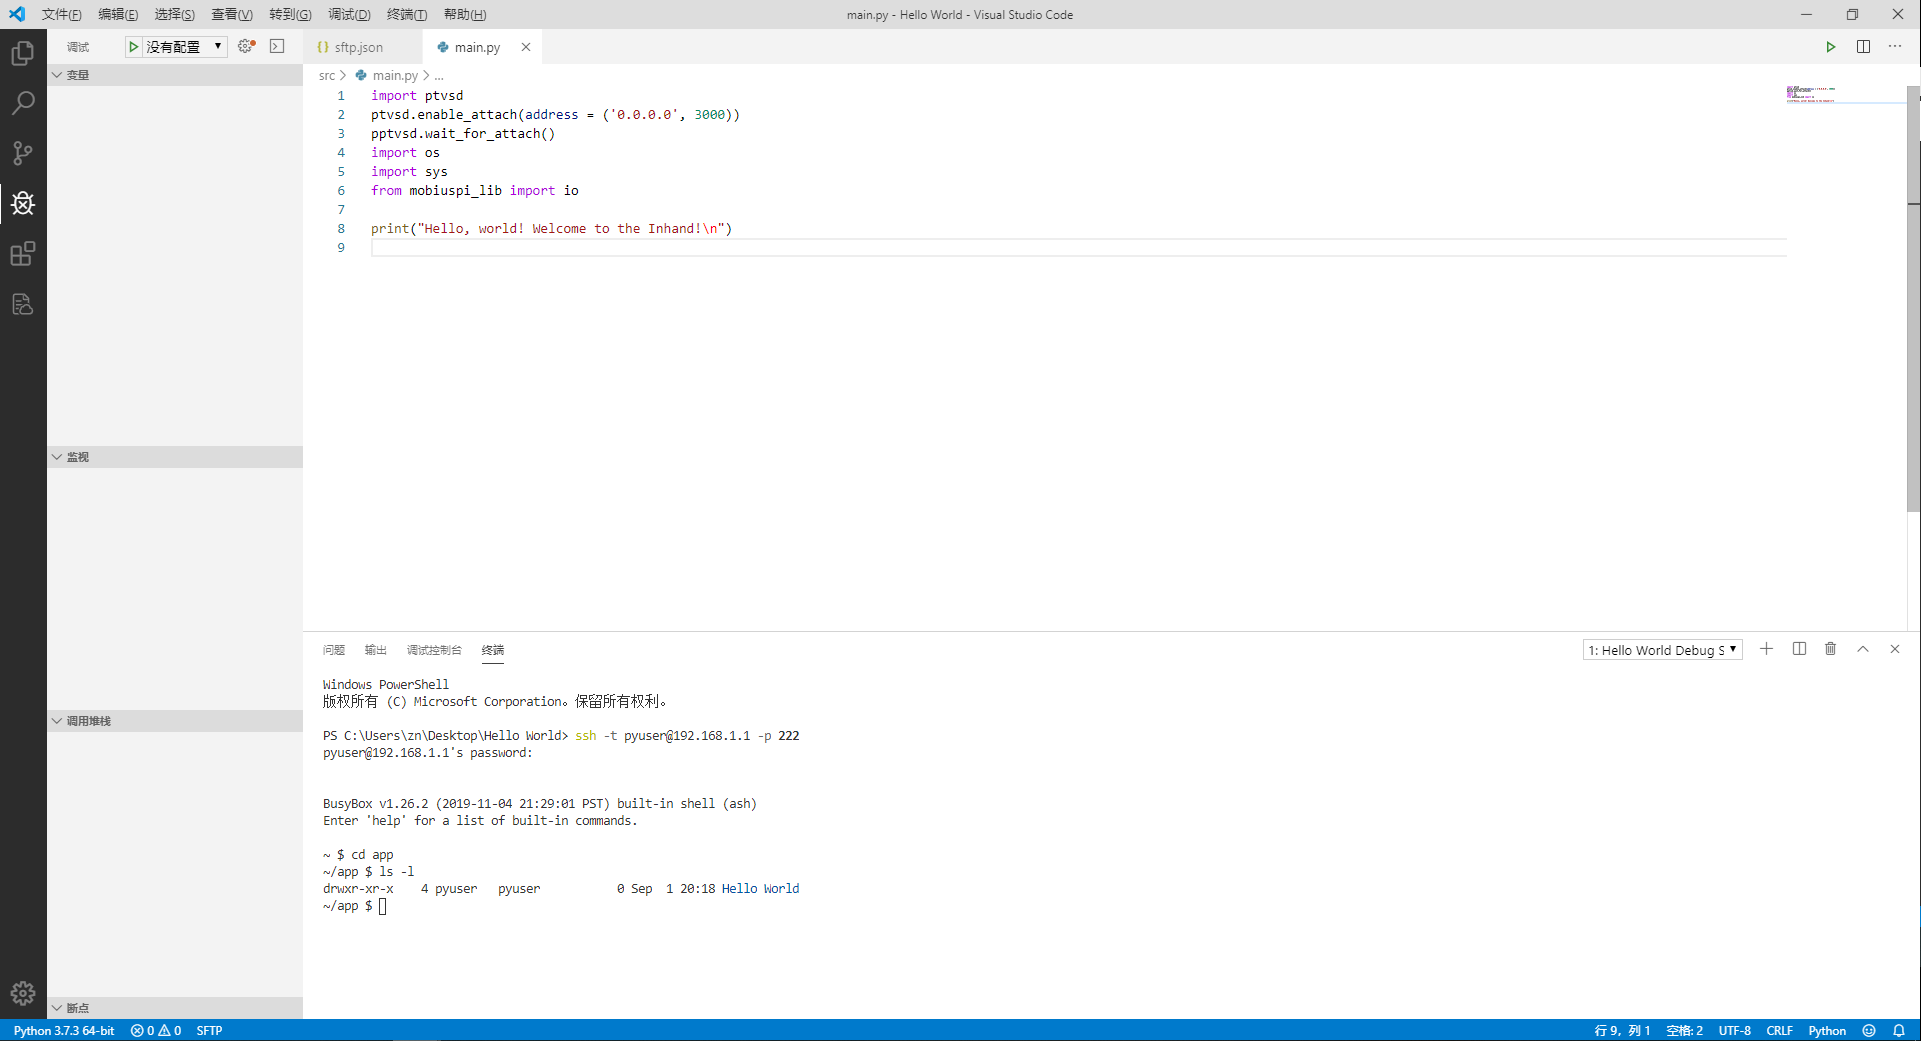 文件(F) 编辑(E) 选择(S) 查看(V) 转到(G) 调试(D) 终端(T) 帮助(H) main.py - Hello World - Visual Studio Code
调试 没有配置 sftp.json main.py
src main.py ...
变量
1 import ptvsd
2 ptvsd.enable_attach(address = ('0.0.0.0', 3000))
3 pptvsd.wait_for_attach()
4 import os
5 import sys
6 from mobiuspi_lib import io
7
8 print("Hello, world! Welcome to the Inhand!\n")
9
监视
调用堆栈
断点
问题 输出 调试控制台 终端 1: Hello World Debug S
Windows PowerShell
版权所有 (C) Microsoft Corporation。保留所有权利。
PS C:\Users\zn\Desktop\Hello World> ssh -t pyuser@192.168.1.1 -p 222
pyuser@192.168.1.1's password:
BusyBox v1.26.2 (2019-11-04 21:29:01 PST) built-in shell (ash)
Enter 'help' for a list of built-in commands.
~ $ cd app
~/app $ ls -l
drwxr-xr-x 4 pyuser pyuser 0 Sep 1 20:18 Hello World
~/app $
Python 3.7.3 64-bit 0 0 SFTP 行 9，列 1 空格: 2 UTF-8 CRLF Python